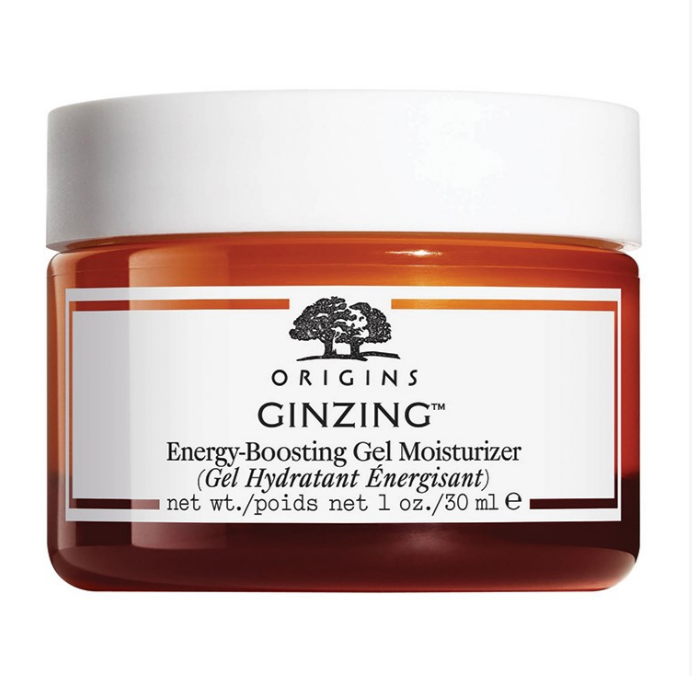 ORIGINS
GINZING™
Energy-Boosting Gel Moisturizer
(Gel Hydratant Énergisant)
net wt./poids net 1 oz./30 ml ℮